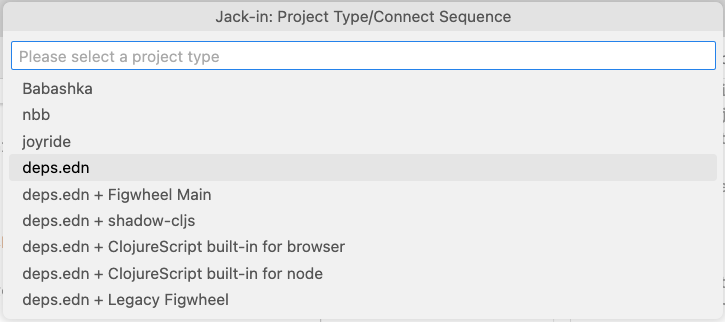 Jack-in: Project Type/Connect Sequence
Please select a project type
Babashka
nbb
joyride
deps.edn
deps.edn + Figwheel Main
deps.edn + shadow-cljs
deps.edn + ClojureScript built-in for browser
deps.edn + ClojureScript built-in for node
deps.edn + Legacy Figwheel